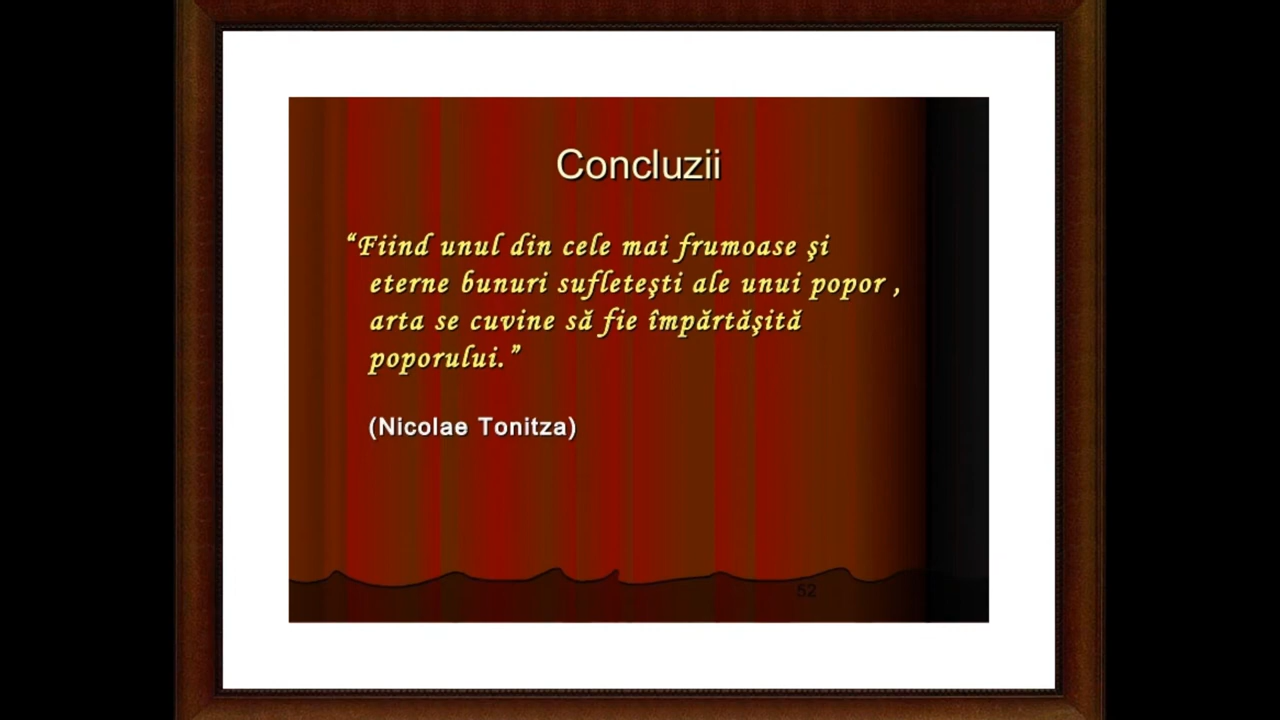 Concluzii
“Fiind unul din cele mai frumoase şi
eterne bunuri sufleteşti ale unui popor ,
arta se cuvine să fie împărtăşită
poporului.”
(Nicolae Tonitza)
52